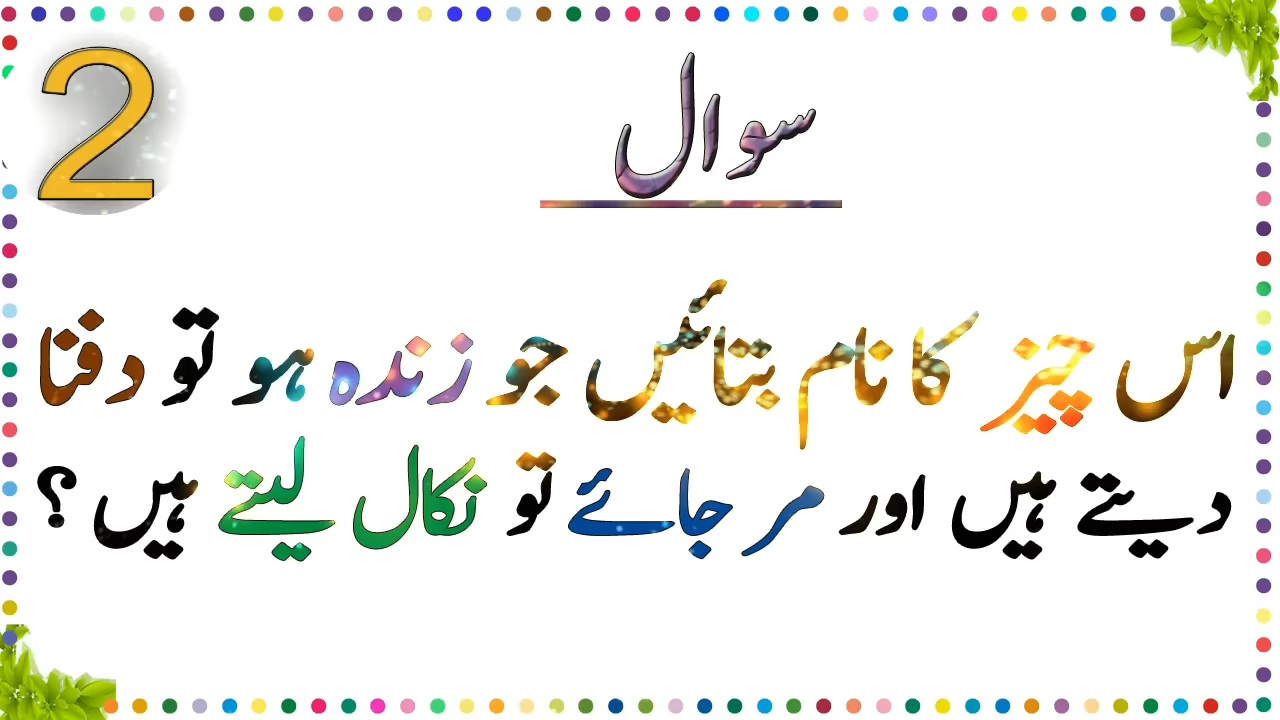 2
سوال
اس چیز کا نام بتائیں جو زندہ ہو تو دفنا
دیتے ہیں اور مر جائے تو نکال لیتے ہیں ؟